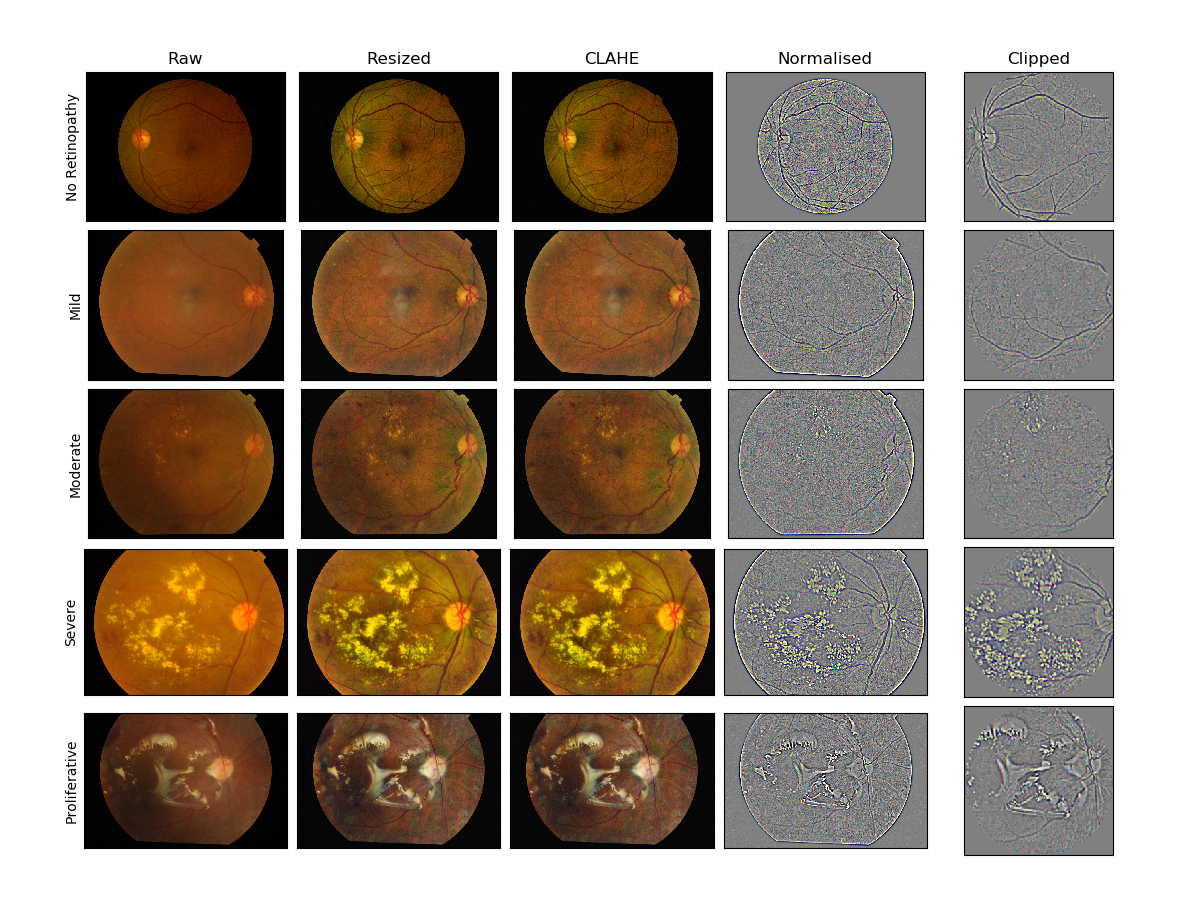 Raw
Resized
CLAHE
Normalised
Clipped
No Retinopathy
Mild
Moderate
Severe
Proliferative